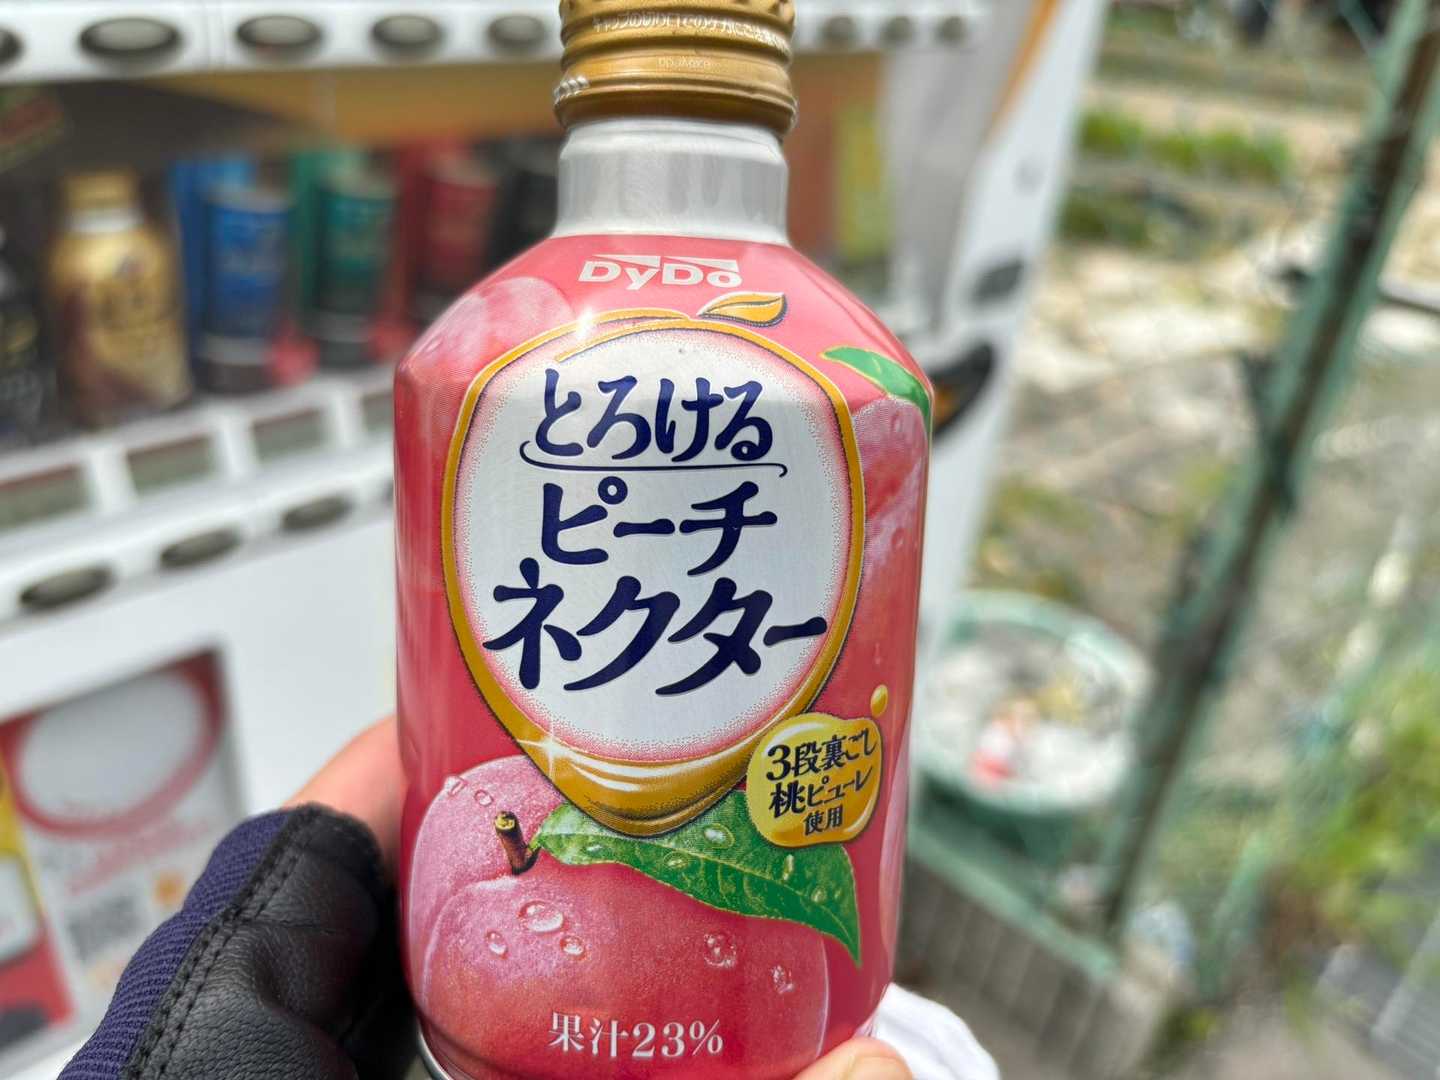 DyDo
とろける
ピーチ
ネクター
3段裏ごし
桃ピューレ
使用
果汁23%